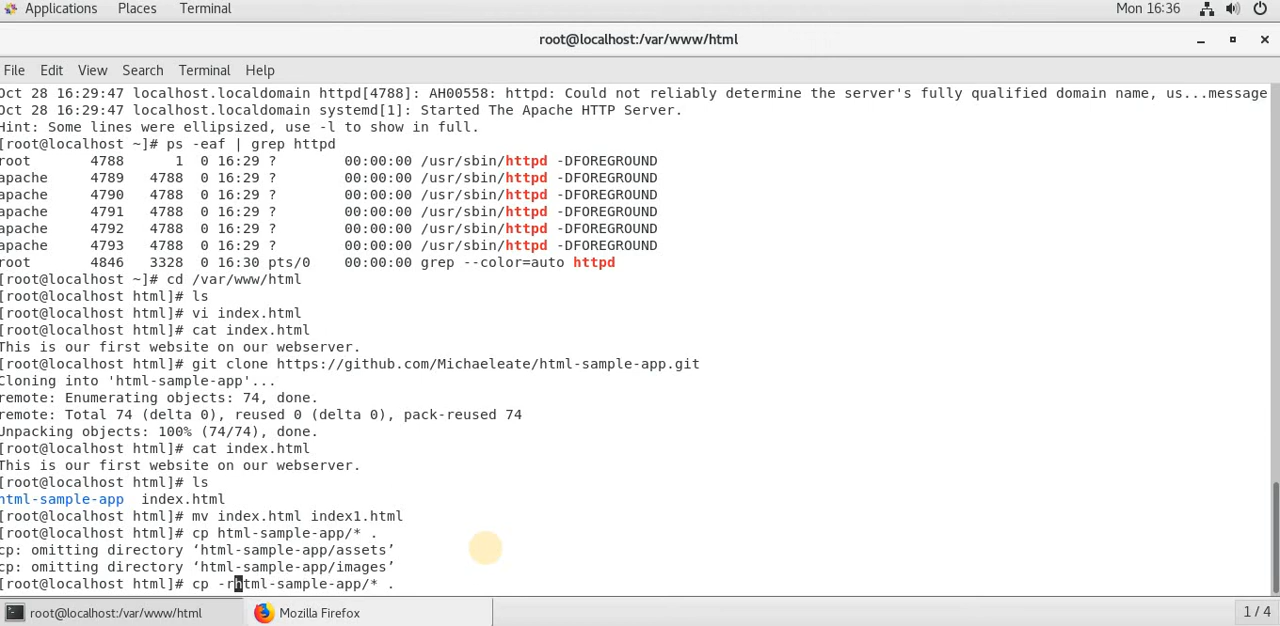 Applications Places Terminal Mon 16:36
root@localhost:/var/www/html
File Edit View Search Terminal Help
Oct 28 16:29:47 localhost.localdomain httpd[4788]: AH00558: httpd: Could not reliably determine the server's fully qualified domain name, us...message
Oct 28 16:29:47 localhost.localdomain systemd[1]: Started The Apache HTTP Server.
Hint: Some lines were ellipsized, use -l to show in full.
[root@localhost ~]# ps -eaf | grep httpd
root 4788 1 0 16:29 ? 00:00:00 /usr/sbin/httpd -DFOREGROUND
apache 4789 4788 0 16:29 ? 00:00:00 /usr/sbin/httpd -DFOREGROUND
apache 4790 4788 0 16:29 ? 00:00:00 /usr/sbin/httpd -DFOREGROUND
apache 4791 4788 0 16:29 ? 00:00:00 /usr/sbin/httpd -DFOREGROUND
apache 4792 4788 0 16:29 ? 00:00:00 /usr/sbin/httpd -DFOREGROUND
apache 4793 4788 0 16:29 ? 00:00:00 /usr/sbin/httpd -DFOREGROUND
root 4846 3328 0 16:30 pts/0 00:00:00 grep --color=auto httpd
[root@localhost ~]# cd /var/www/html
[root@localhost html]# ls
[root@localhost html]# vi index.html
[root@localhost html]# cat index.html
This is our first website on our webserver.
[root@localhost html]# git clone https://github.com/Michaeleate/html-sample-app.git
Cloning into 'html-sample-app'...
remote: Enumerating objects: 74, done.
remote: Total 74 (delta 0), reused 0 (delta 0), pack-reused 74
Unpacking objects: 100% (74/74), done.
[root@localhost html]# cat index.html
This is our first website on our webserver.
[root@localhost html]# ls
html-sample-app index.html
[root@localhost html]# mv index.html index1.html
[root@localhost html]# cp html-sample-app/* .
cp: omitting directory ‘html-sample-app/assets’
cp: omitting directory ‘html-sample-app/images’
[root@localhost html]# cp -rhtml-sample-app/* .
root@localhost:/var/www/html Mozilla Firefox 1 / 4